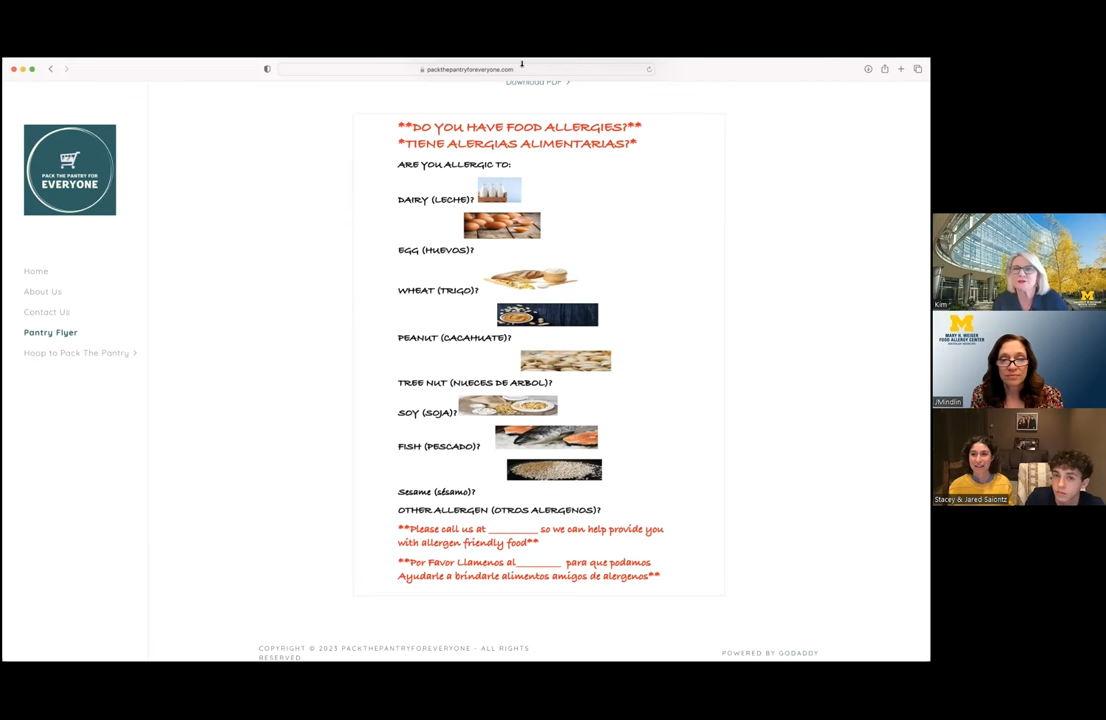 packthepantryforeveryone.com
Download PDF >
PACK THE PANTRY FOR
EVERYONE
Home
About Us
Contact Us
Pantry Flyer
Hoop to Pack The Pantry >
**DO YOU HAVE FOOD ALLERGIES?**
*TIENE ALERGIAS ALIMENTARIAS?*
ARE YOU ALLERGIC TO:
DAIRY (LECHE)?
EGG (HUEVOS)?
WHEAT (TRIGO)?
PEANUT (CACAHUATE)?
TREE NUT (NUECES DE ARBOL)?
SOY (SOJA)?
FISH (PESCADO)?
Sesame (sésamo)?
OTHER ALLERGEN (OTROS ALERGENOS)?
**Please call us at __________ so we can help provide you
with allergen friendly food**
**Por Favor Llamenos al_________ para que podamos
Ayudarle a brindarle alimentos amigos de alergenos**
COPYRIGHT © 2023 PACKTHEPANTRYFOREVERYONE - ALL RIGHTS
RESERVED.
POWERED BY GODADDY
Kim
M
MARY H. WEISER
FOOD ALLERGY CENTER
JMindlin
Stacey & Jared Saiontz